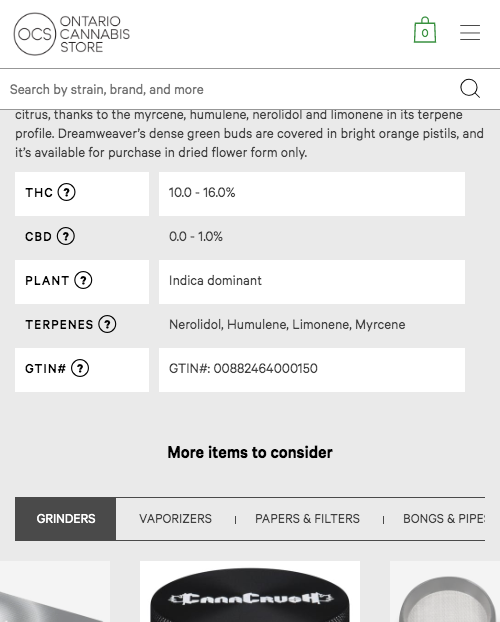 OCS
ONTARIO
CANNABIS
STORE
0
Search by strain, brand, and more
citrus, thanks to the myrcene, humulene, nerolidol and limonene in its terpene
profile. Dreamweaver's dense green buds are covered in bright orange pistils, and
it's available for purchase in dried flower form only.
THC ? 10.0 - 16.0%
CBD ? 0.0 - 1.0%
PLANT ? Indica dominant
TERPENES ? Nerolidol, Humulene, Limonene, Myrcene
GTIN# ? GTIN#: 00882464000150
More items to consider
GRINDERS VAPORIZERS | PAPERS & FILTERS | BONGS & PIPES
CannaCrush